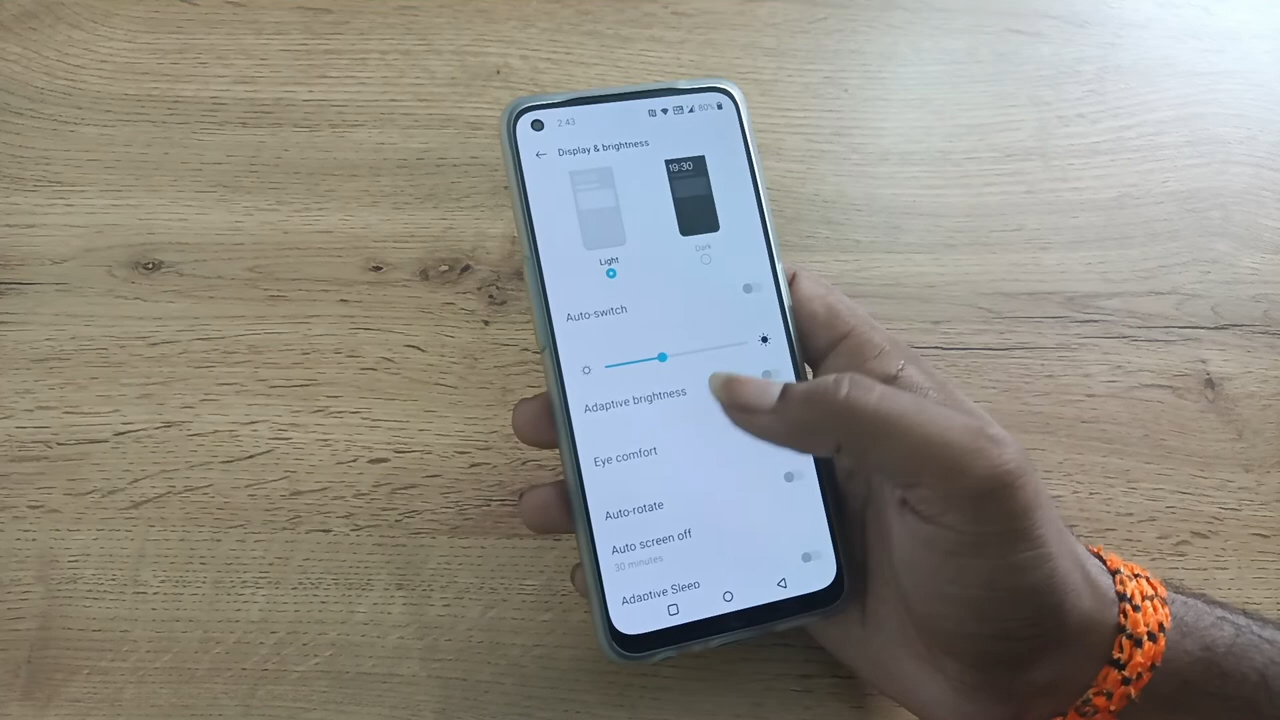 2:43
80%
Display & brightness
19:30
Light
Dark
Auto-switch
Adaptive brightness
Eye comfort
Auto-rotate
Auto screen off
30 minutes
Adaptive Sleep